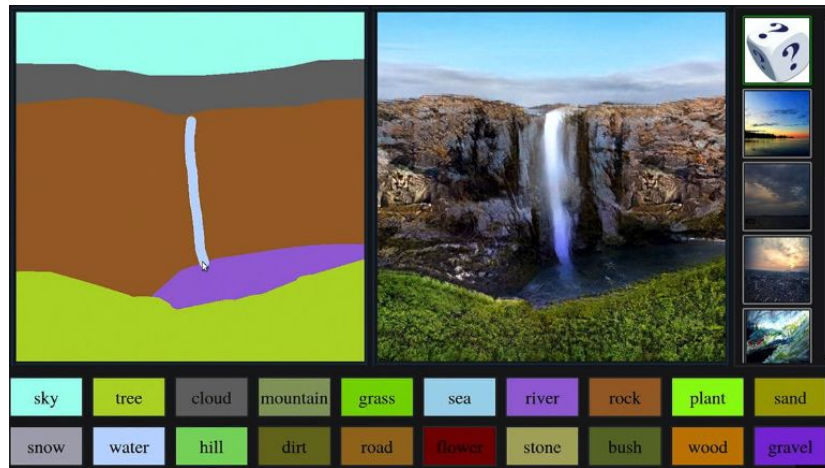 sky tree cloud mountain grass sea river rock plant sand
snow water hill dirt road flower stone bush wood gravel